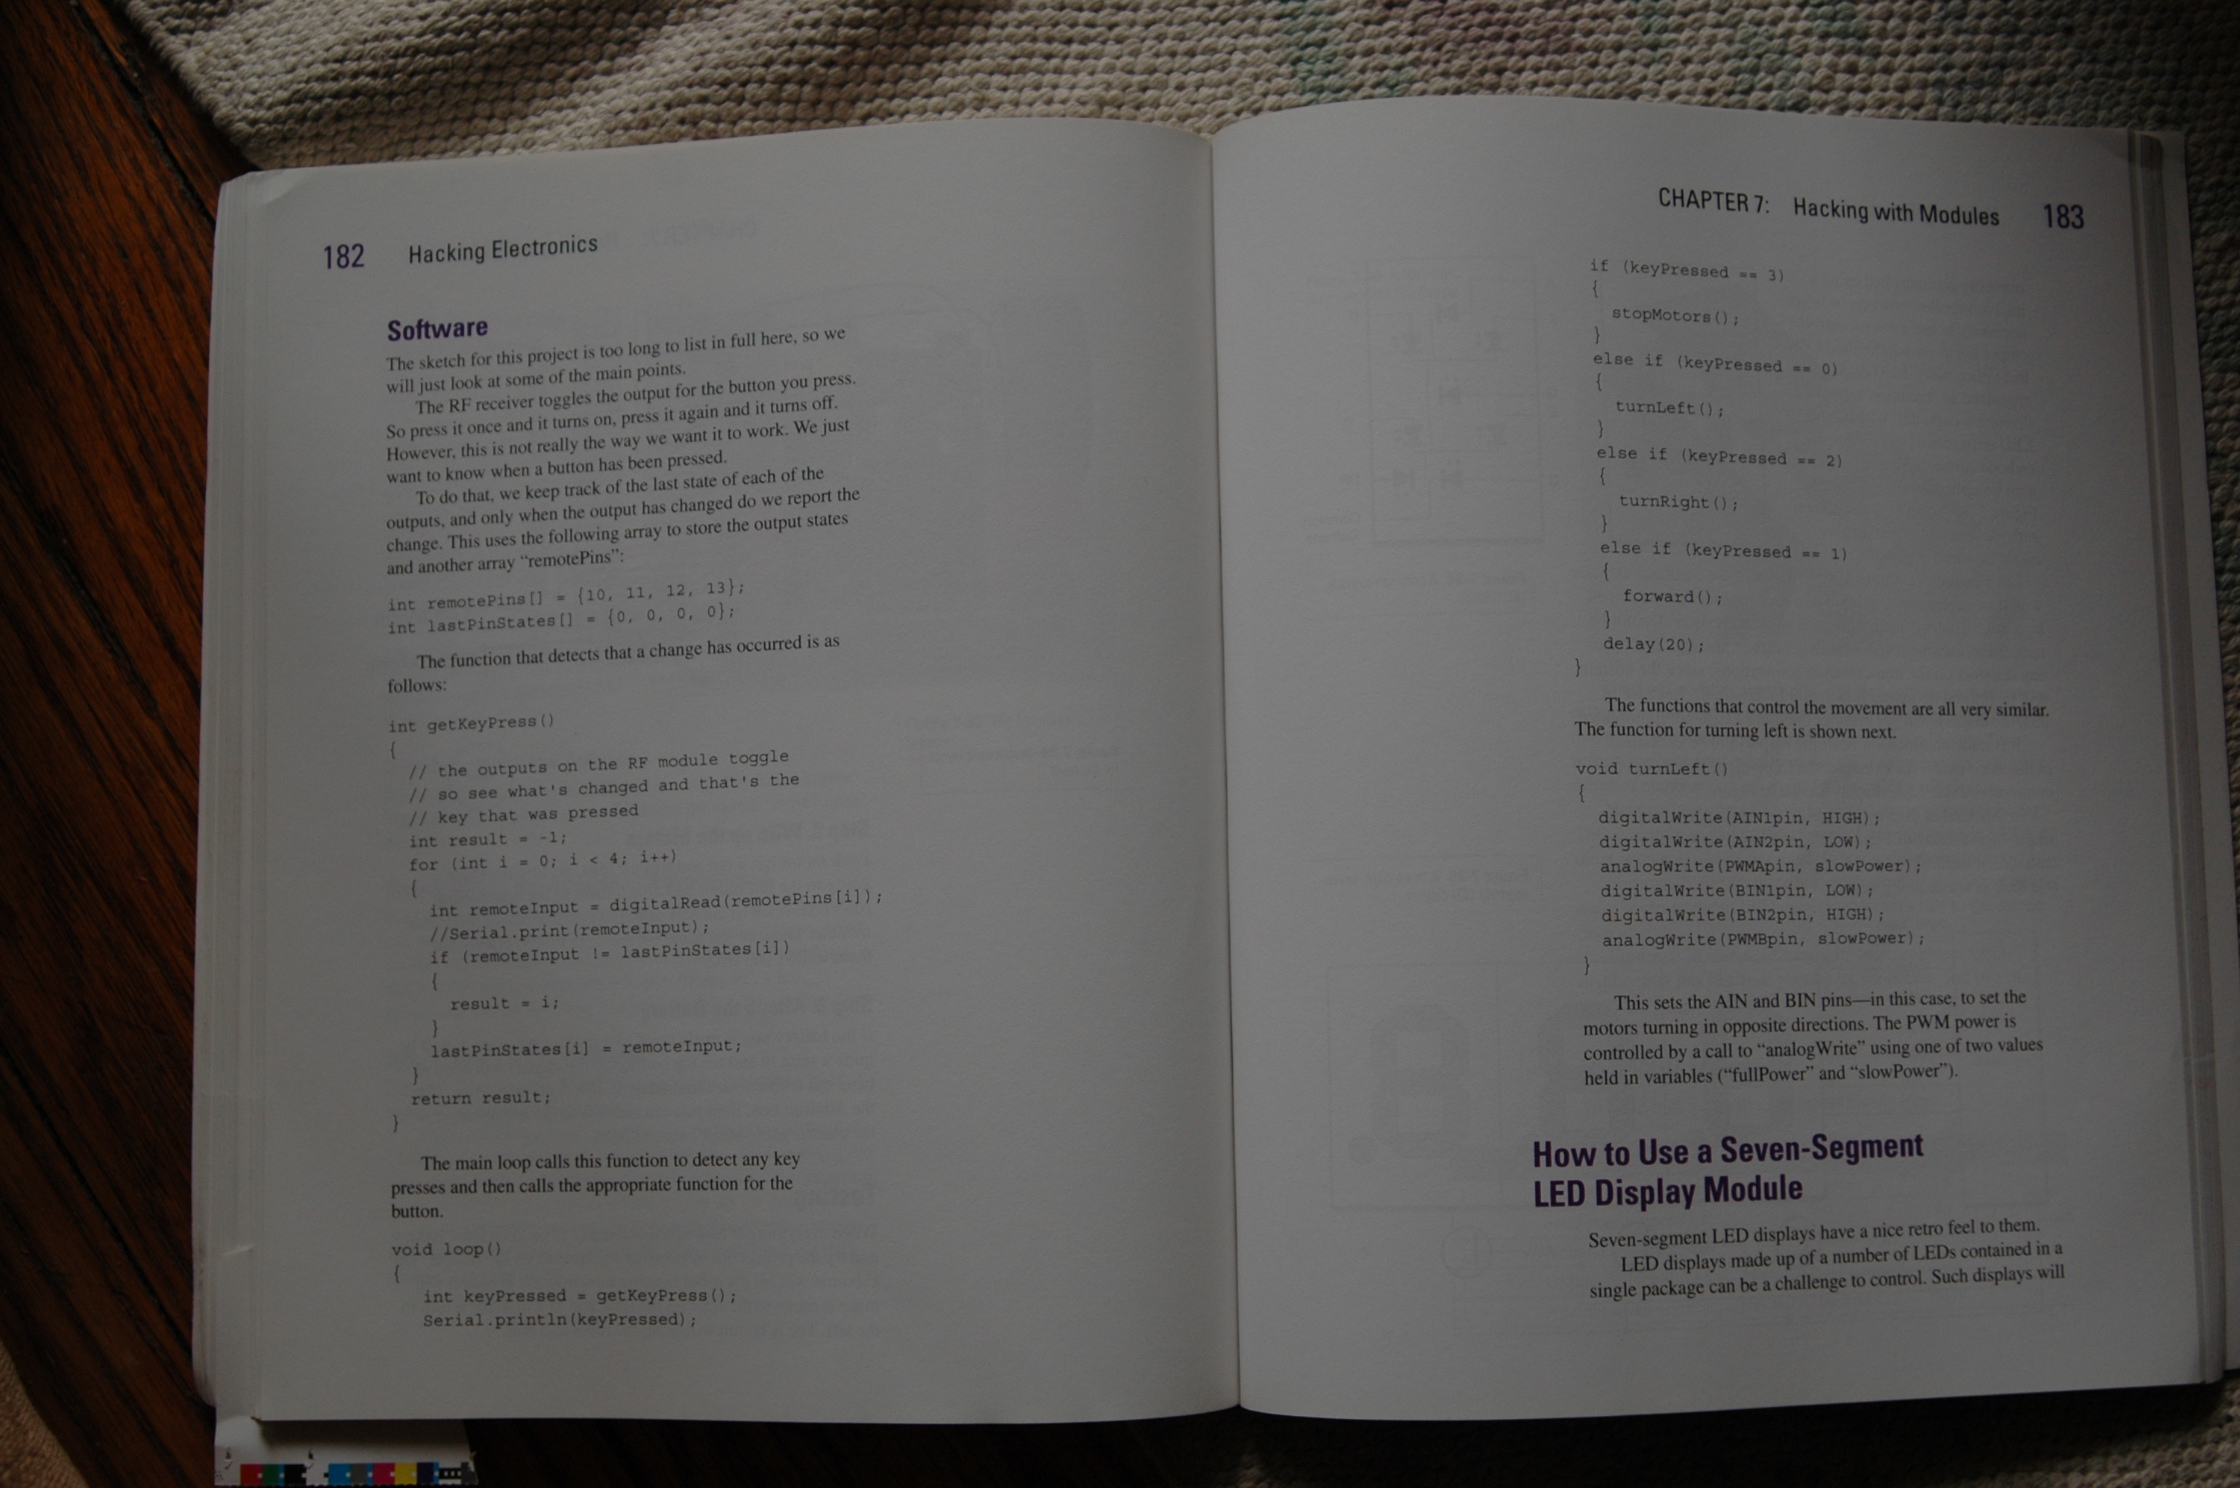 182 Hacking Electronics
Software
The sketch for this project is too long to list in full here, so we
will just look at some of the main points.
The RF receiver toggles the output for the button you press.
So press it once and it turns on, press it again and it turns off.
However, this is not really the way we want it to work. We just
want to know when a button has been pressed.
To do that, we keep track of the last state of each of the
outputs, and only when the output has changed do we report the
change. This uses the following array to store the output states
and another array “remotePins”:
int remotePins[] = {10, 11, 12, 13};
int lastPinStates[] = {0, 0, 0, 0};
The function that detects that a change has occurred is as
follows:
int getKeyPress()
{
// the outputs on the RF module toggle
// so see what's changed and that's the
// key that was pressed
int result = -1;
for (int i = 0; i < 4; i++)
{
int remoteInput = digitalRead(remotePins[i]);
//Serial.print(remoteInput);
if (remoteInput != lastPinStates[i])
{
result = i;
}
lastPinStates[i] = remoteInput;
}
return result;
}
The main loop calls this function to detect any key
presses and then calls the appropriate function for the
button.
void loop()
{
int keyPressed = getKeyPress();
Serial.println(keyPressed);
CHAPTER 7: Hacking with Modules 183
if (keyPressed == 3)
{
stopMotors();
}
else if (keyPressed == 0)
{
turnLeft();
}
else if (keyPressed == 2)
{
turnRight();
}
else if (keyPressed == 1)
{
forward();
}
delay(20);
}
The functions that control the movement are all very similar.
The function for turning left is shown next.
void turnLeft()
{
digitalWrite(AIN1pin, HIGH);
digitalWrite(AIN2pin, LOW);
analogWrite(PWMApin, slowPower);
digitalWrite(BIN1pin, LOW);
digitalWrite(BIN2pin, HIGH);
analogWrite(PWMBpin, slowPower);
}
This sets the AIN and BIN pins—in this case, to set the
motors turning in opposite directions. The PWM power is
controlled by a call to “analogWrite” using one of two values
held in variables (“fullPower” and “slowPower”).
How to Use a Seven-Segment
LED Display Module
Seven-segment LED displays have a nice retro feel to them.
LED displays made up of a number of LEDs contained in a
single package can be a challenge to control. Such displays will